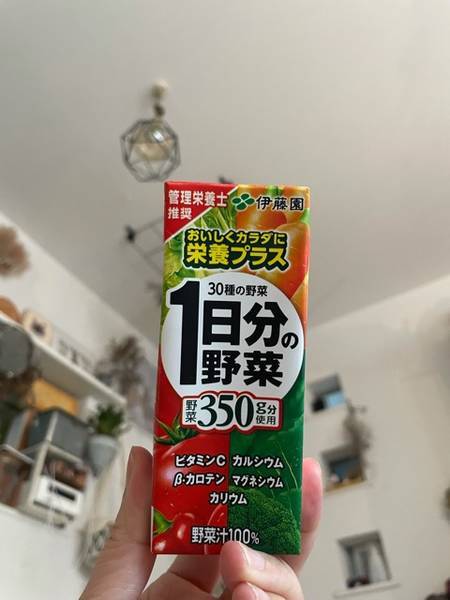 管理栄養士
推奨
伊藤園
おいしくカラダに
栄養プラス
30種の野菜
1日分の
野菜
野菜350g分使用
ビタミンC カルシウム
β-カロテン マグネシウム
カリウム
野菜汁100%